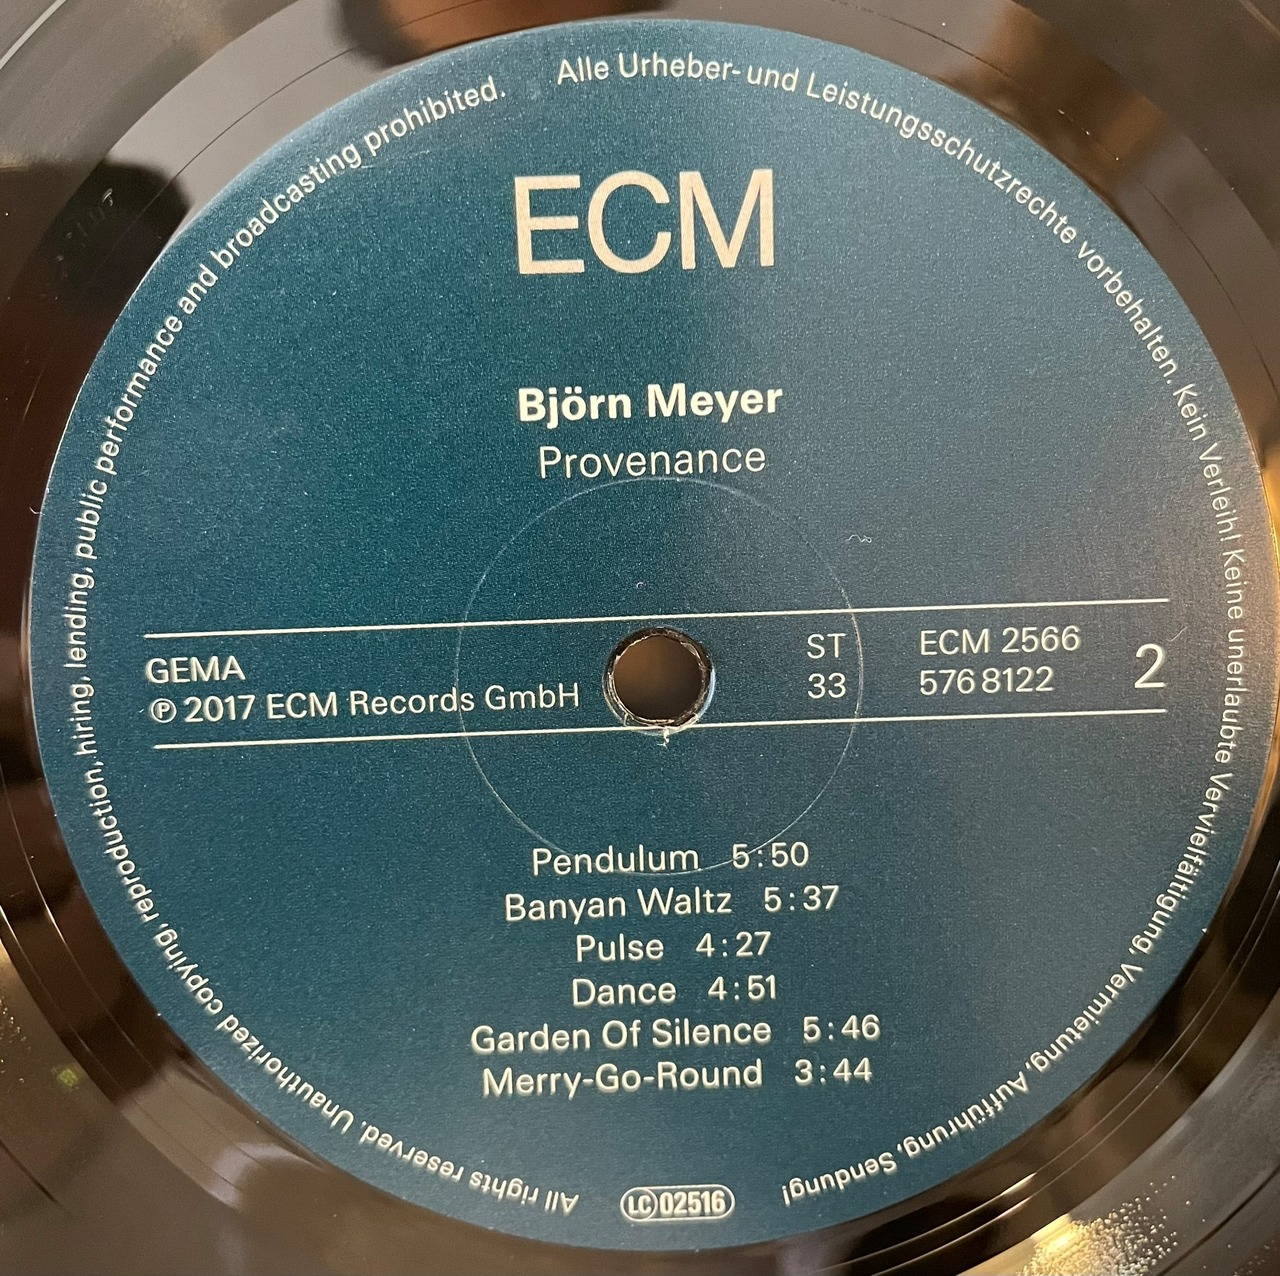 ECM
Björn Meyer
Provenance
GEMA
℗ 2017 ECM Records GmbH
ST
33
ECM 2566
576 8122
2
Pendulum 5:50
Banyan Waltz 5:37
Pulse 4:27
Dance 4:51
Garden Of Silence 5:46
Merry-Go-Round 3:44
LC 02516
Alle Urheber- und Leistungsschutzrechte vorbehalten. Kein Verleih! Keine unerlaubte Vervielfältigung, Vermietung, Aufführung, Sendung!
All rights reserved. Unauthorized copying, reproduction, hiring, lending, public performance and broadcasting prohibited.